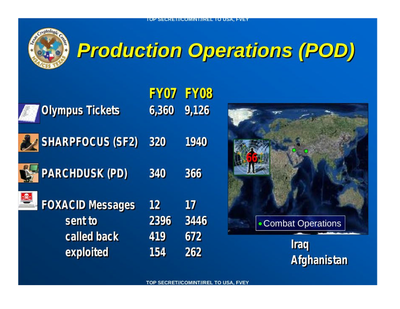 TOP SECRET//COMINT//REL TO USA, FVEY
Production Operations (POD)
FY07 FY08
Olympus Tickets 6,360 9,126
SHARPFOCUS (SF2) 320 1940
PARCHDUSK (PD) 340 366
FOXACID Messages 12 17
sent to 2396 3446
called back 419 672
exploited 154 262
Combat Operations
Iraq
Afghanistan
TOP SECRET//COMINT//REL TO USA, FVEY